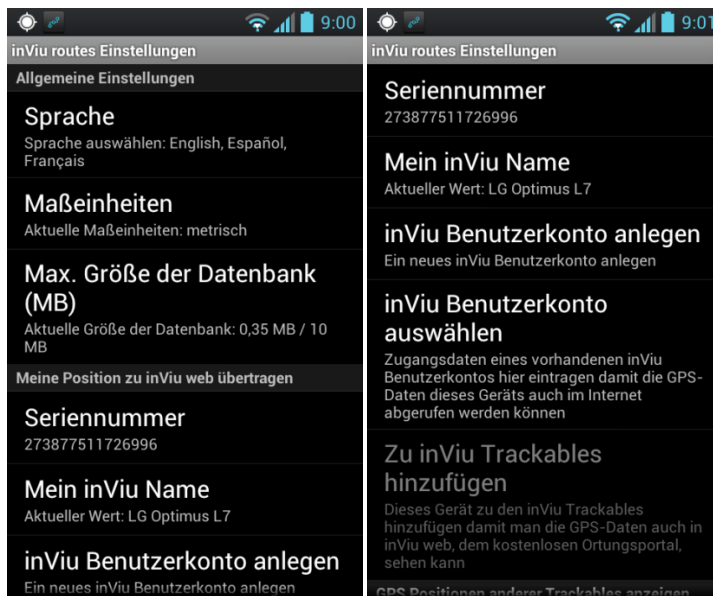 9:00
inViu routes Einstellungen
Allgemeine Einstellungen
Sprache
Sprache auswählen: English, Español,
Français
Maßeinheiten
Aktuelle Maßeinheiten: metrisch
Max. Größe der Datenbank
(MB)
Aktuelle Größe der Datenbank: 0,35 MB / 10
MB
Meine Position zu inViu web übertragen
Seriennummer
273877511726996
Mein inViu Name
Aktueller Wert: LG Optimus L7
inViu Benutzerkonto anlegen
Ein neues inViu Benutzerkonto anlegen
9:01
inViu routes Einstellungen
Seriennummer
273877511726996
Mein inViu Name
Aktueller Wert: LG Optimus L7
inViu Benutzerkonto anlegen
Ein neues inViu Benutzerkonto anlegen
inViu Benutzerkonto
auswählen
Zugangsdaten eines vorhandenen inViu
Benutzerkontos hier eintragen damit die GPS-
Daten dieses Geräts auch im Internet
abgerufen werden können
Zu inViu Trackables
hinzufügen
Dieses Gerät zu den inViu Trackables
hinzufügen damit man die GPS-Daten auch in
inViu web, dem kostenlosen Ortungsportal,
sehen kann
GPS Positionen anderer Trackables anzeigen